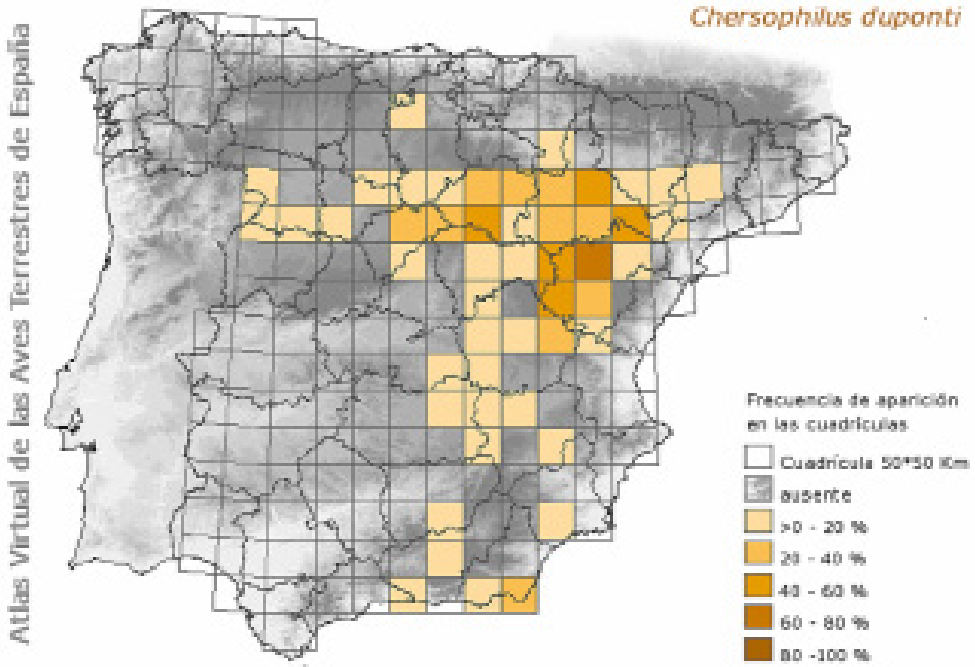 Chersophilus duponti
Atlas Virtual de las Aves Terrestres de España
Frecuencia de aparición
en las cuadrículas
Cuadrícula 50*50 Km
ausente
>0 - 20 %
20 - 40 %
40 - 60 %
60 - 80 %
80 -100 %